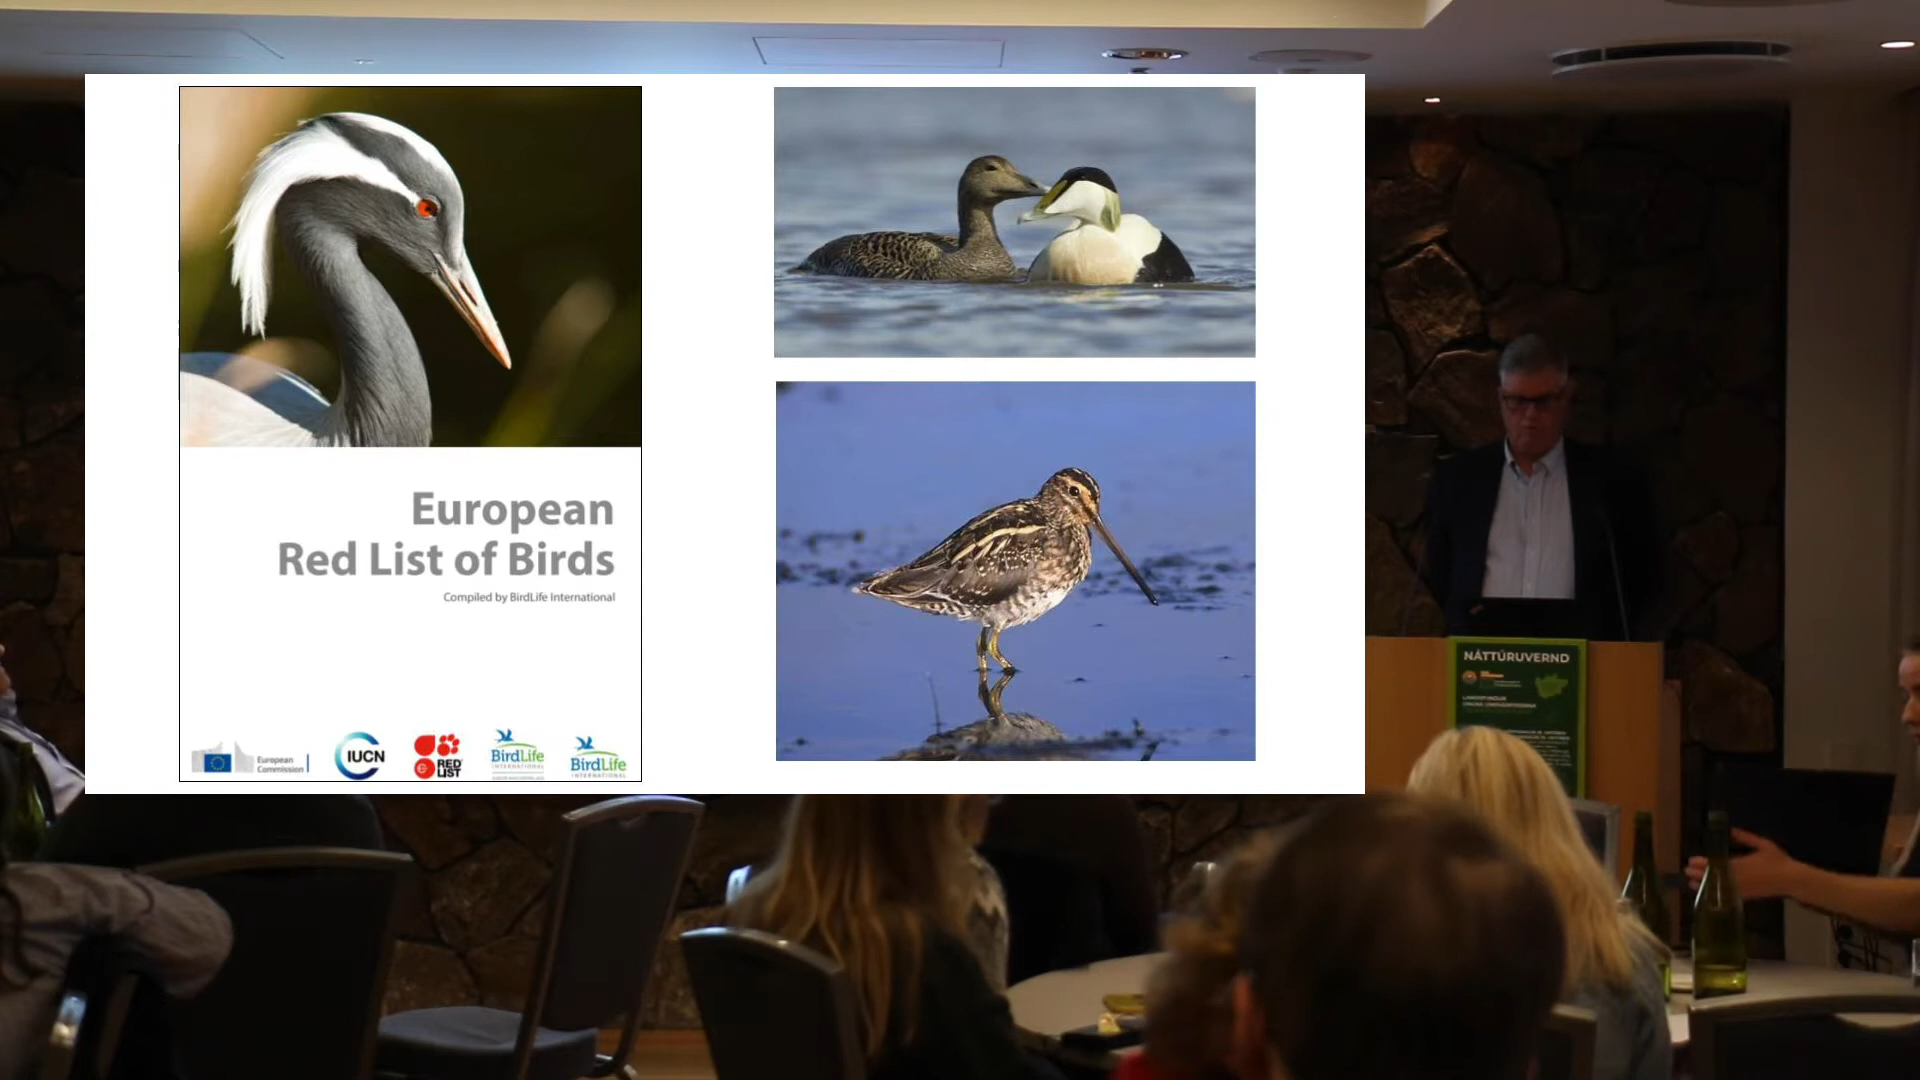 European
Red List of Birds
Compiled by BirdLife International
European
Commission
IUCN
RED
LIST
BirdLife
INTERNATIONAL
BirdLife
INTERNATIONAL
NÁTTÚRUVERND